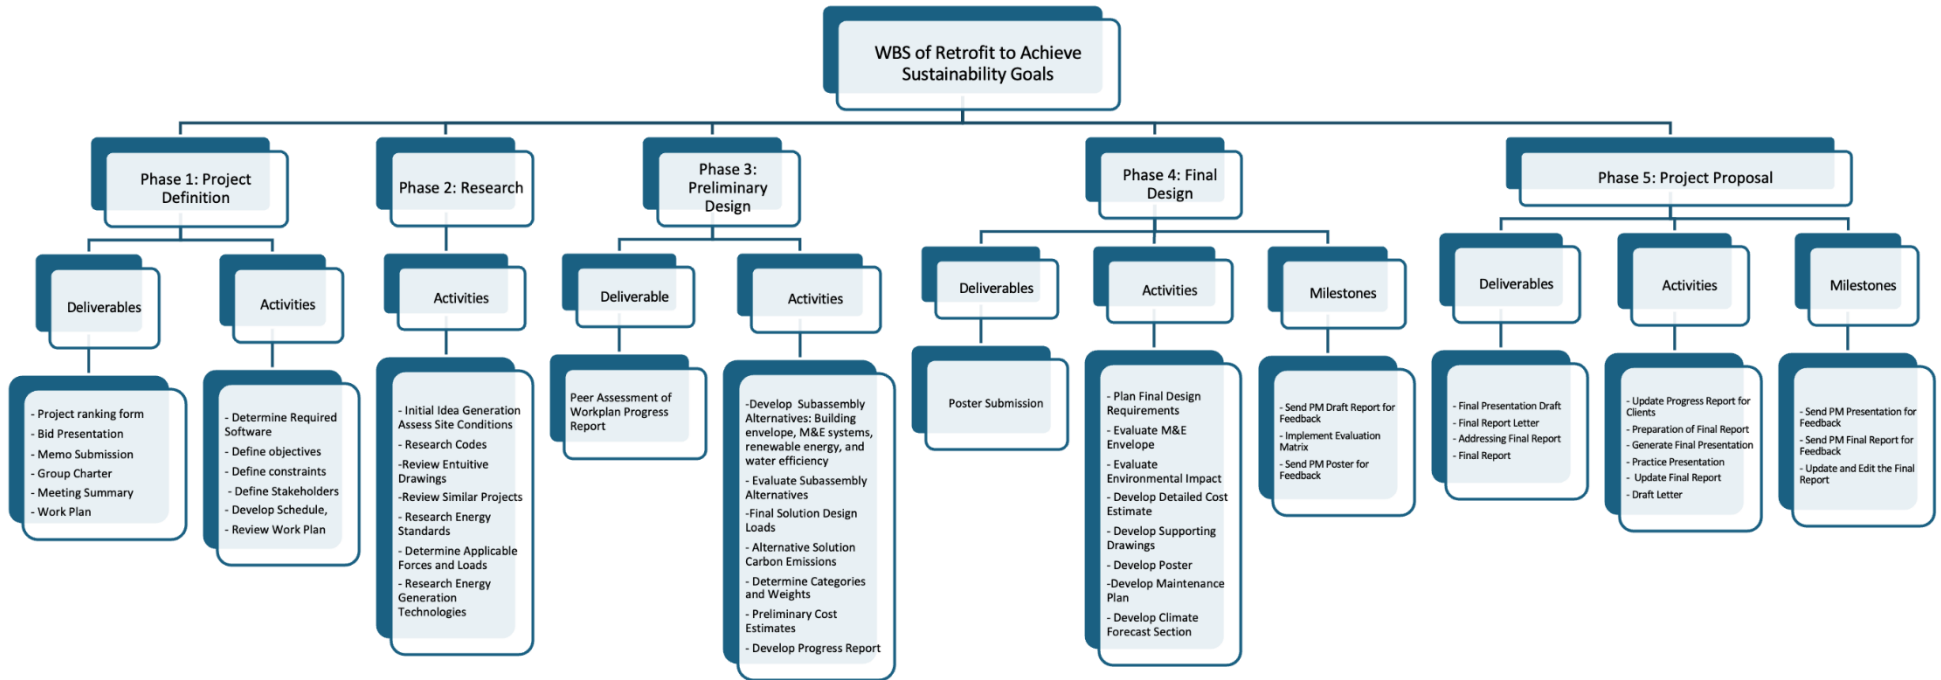 WBS of Retrofit to Achieve
Sustainability Goals
Phase 1: Project
Definition
Phase 2: Research
Phase 3:
Preliminary
Design
Phase 4: Final
Design
Phase 5: Project Proposal
Deliverables
Activities
Activities
Deliverable
Activities
Deliverables
Activities
Milestones
Deliverables
Activities
Milestones
- Project ranking form
- Bid Presentation
- Memo Submission
- Group Charter
- Meeting Summary
- Work Plan
- Determine Required
Software
- Define objectives
- Define constraints
- Define Stakeholders
- Develop Schedule,
- Review Work Plan
- Initial Idea Generation
Assess Site Conditions
- Research Codes
-Review Entuitive
Drawings
-Review Similar Projects
- Research Energy
Standards
- Determine Applicable
Forces and Loads
- Research Energy
Generation
Technologies
Peer Assessment of
Workplan Progress
Report
-Develop Subassembly
Alternatives: Building
envelope, M&E systems,
renewable energy, and
water efficiency
- Evaluate Subassembly
Alternatives
-Final Solution Design
Loads
- Alternative Solution
Carbon Emissions
- Determine Categories
and Weights
- Preliminary Cost
Estimates
- Develop Progress Report
Poster Submission
- Plan Final Design
Requirements
- Evaluate M&E
Envelope
- Evaluate
Environmental Impact
- Develop Detailed Cost
Estimate
- Develop Supporting
Drawings
- Develop Poster
-Develop Maintenance
Plan
- Develop Climate
Forecast Section
- Send PM Draft Report for
Feedback
- Implement Evaluation
Matrix
- Send PM Poster for
Feedback
- Final Presentation Draft
- Final Report Letter
- Addressing Final Report
- Final Report
- Update Progress Report for
Clients
- Preparation of Final Report
- Generate Final Presentation
- Practice Presentation
- Update Final Report
- Draft Letter
- Send PM Presentation for
Feedback
- Send PM Final Report for
Feedback
- Update and Edit the Final
Report